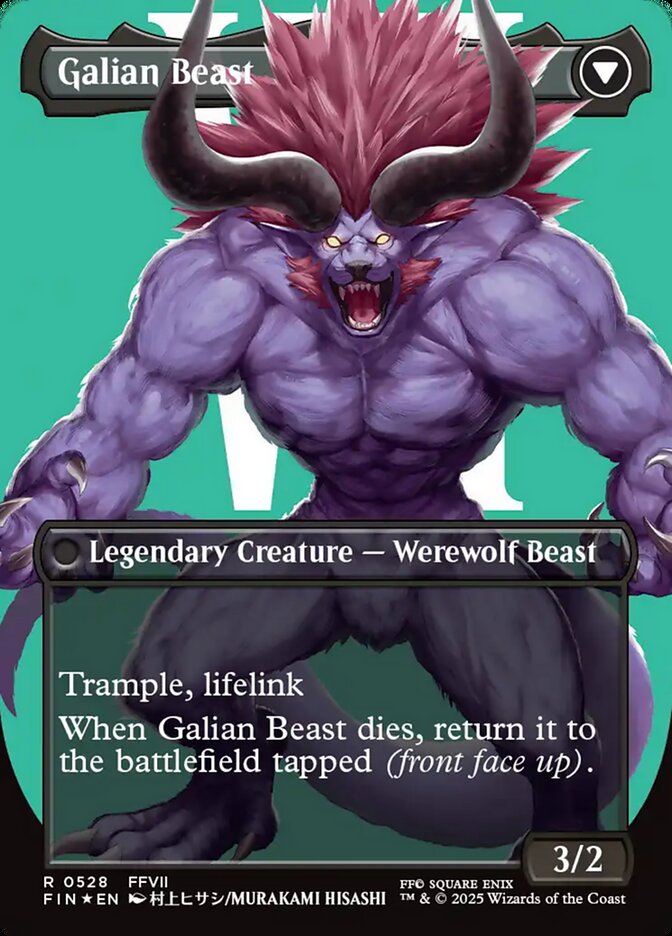 Galian Beast
Legendary Creature — Werewolf Beast
Trample, lifelink
When Galian Beast dies, return it to
the battlefield tapped (front face up).
3/2
R 0528 FFVII
FIN★EN 村上ヒサシ/MURAKAMI HISASHI
FF© SQUARE ENIX
™ & © 2025 Wizards of the Coast